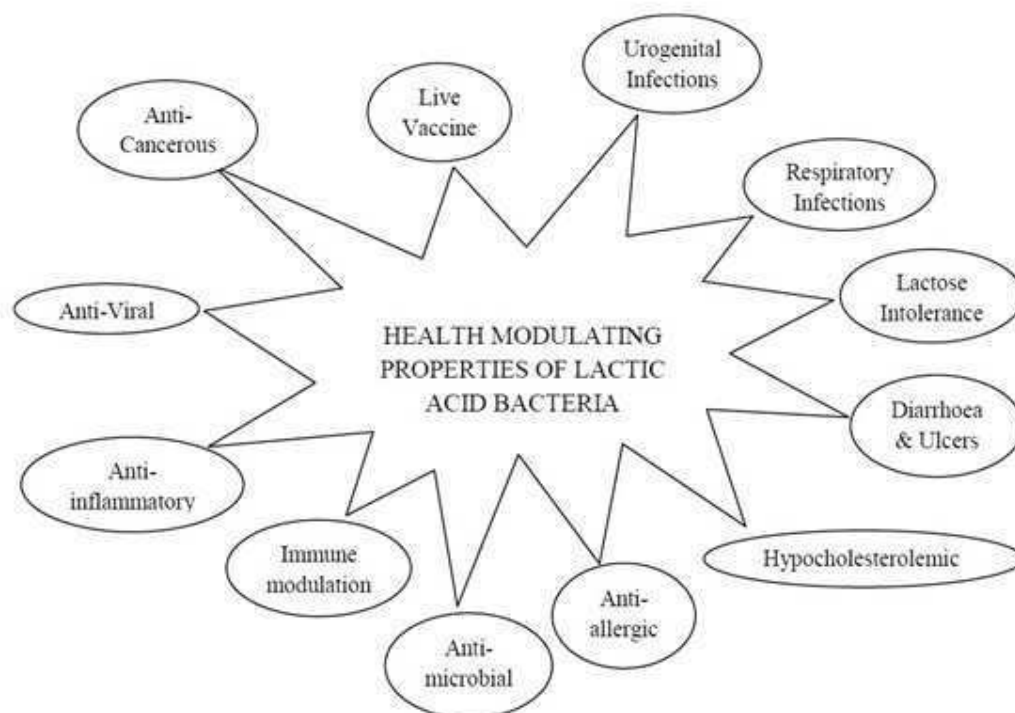 Urogenital
Infections
Live
Vaccine
Anti-
Cancerous
Respiratory
Infections
Anti-Viral
Lactose
Intolerance
HEALTH MODULATING
PROPERTIES OF LACTIC
ACID BACTERIA
Diarrhoea
& Ulcers
Anti-
inflammatory
Immune
modulation
Hypocholesterolemic
Anti-
allergic
Anti-
microbial